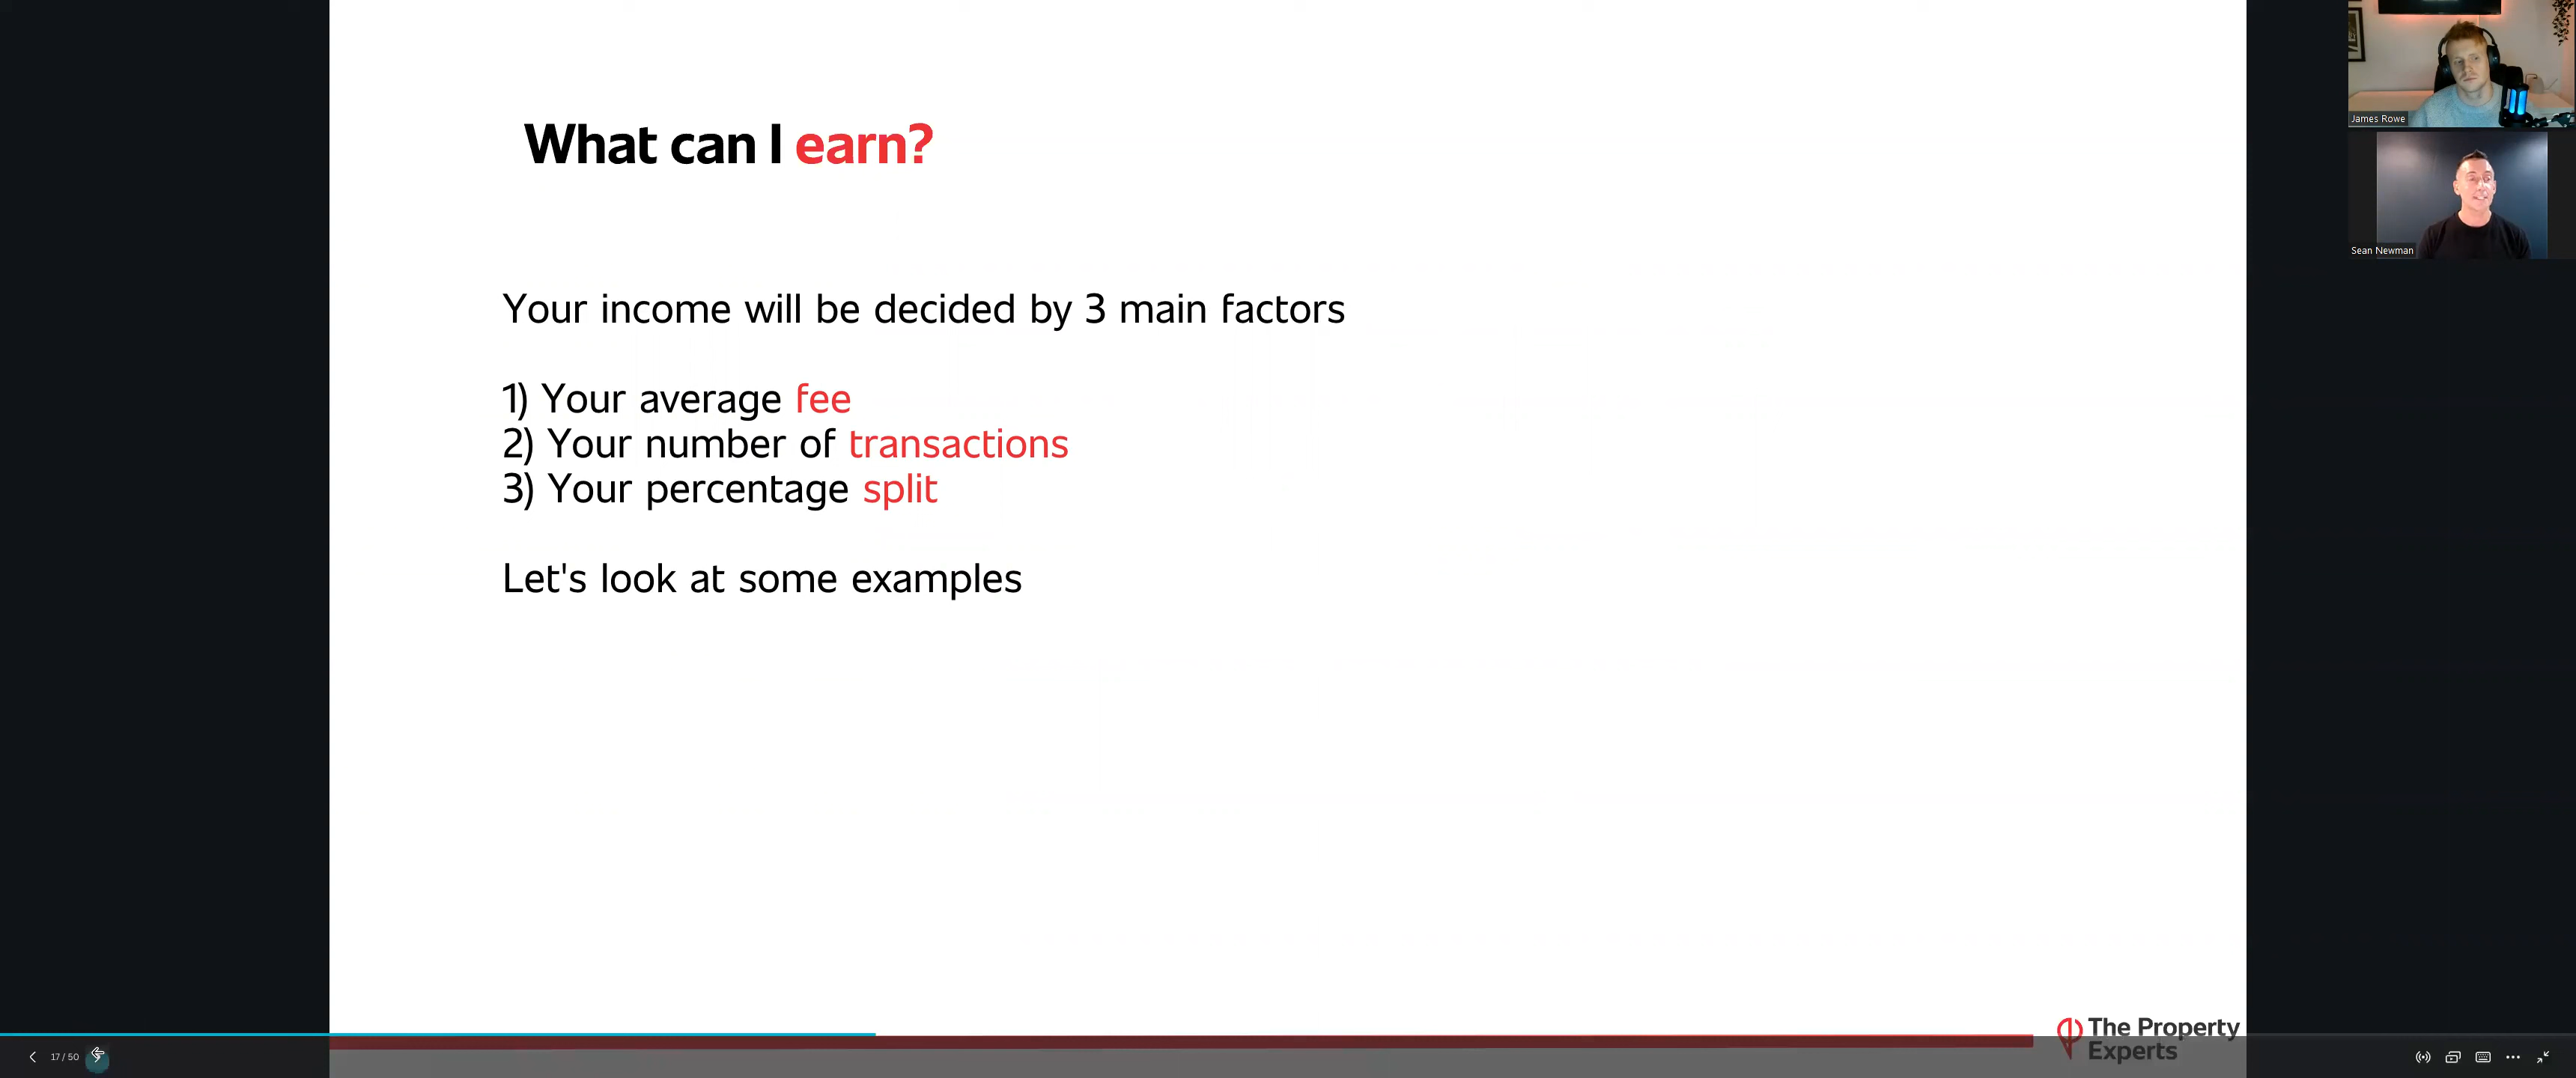 What can I earn?
Your income will be decided by 3 main factors
1) Your average fee
2) Your number of transactions
3) Your percentage split
Let's look at some examples
James Rowe
Sean Newman
The Property
Experts
17 / 50